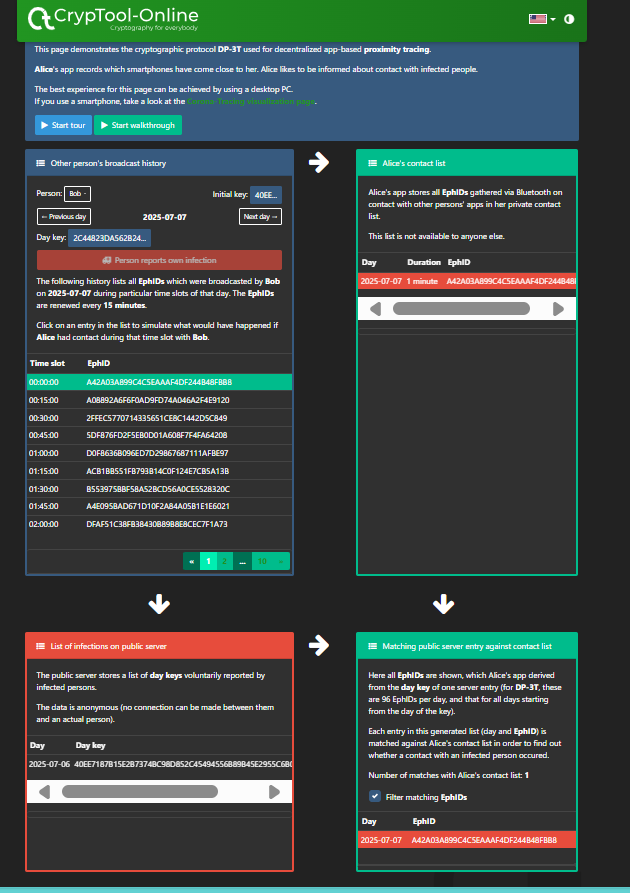 CrypTool-Online
Cryptography for everybody
This page demonstrates the cryptographic protocol DP-3T used for decentralized app-based proximity tracing.
Alice's app records which smartphones have come close to her. Alice likes to be informed about contact with infected people.
The best experience for this page can be achieved by using a desktop PC.
If you use a smartphone, take a look at the Corona-Tracing visualization page.
Start tour
Start walkthrough
Other person's broadcast history
Person: Bob
Initial key: 40EE...
← Previous day
2025-07-07
Next day →
Day key: 2C44823DA562B24...
Person reports own infection
The following history lists all EphIDs which were broadcasted by Bob
on 2025-07-07 during particular time slots of that day. The EphIDs
are renewed every 15 minutes.
Click on an entry in the list to simulate what would have happened if
Alice had contact during that time slot with Bob.
Time slot EphID
00:00:00 A42A03A899C4C5EAAAF4DF244B48FBB8
00:15:00 A08892A6F6F0AD9FD74A046A2F4E9120
00:30:00 2FFEC5770714335651CE8C1442D5C849
00:45:00 5DF876FD2F5EB0D01A608F7F4FA64208
01:00:00 D0F8636B096ED7D29867687111AFBE97
01:15:00 ACB1BB551FB793B14C0F124E7CB5A13B
01:30:00 B553975BBF58A52BCD56A0CE5528320C
01:45:00 A4E095BAD671D10F2AB4A05B1E1E6021
02:00:00 DFAF51C38FB38430B89B8E8CEC7F1A73
« 1 2 ... 10 »
Alice's contact list
Alice's app stores all EphIDs gathered via Bluetooth on
contact with other persons' apps in her private contact
list.
This list is not available to anyone else.
Day Duration EphID
2025-07-07 1 minute A42A03A899C4C5EAAAF4DF244B48
List of infections on public server
The public server stores a list of day keys voluntarily reported by
infected persons.
The data is anonymous (no connection can be made between them
and an actual person).
Day Day key
2025-07-06 40EE7187B15E2B7374BC98D852C45494556B89B45E2955C6B
Matching public server entry against contact list
Here all EphIDs are shown, which Alice's app derived
from the day key of one server entry (for DP-3T, these
are 96 EphIDs per day, and that for all days starting
from the day of the key).
Each entry in this generated list (day and EphID) is
matched against Alice's contact list in order to find out
whether a contact with an infected person occured.
Number of matches with Alice's contact list: 1
Filter matching EphIDs
Day EphID
2025-07-07 A42A03A899C4C5EAAAF4DF244B48FBB8